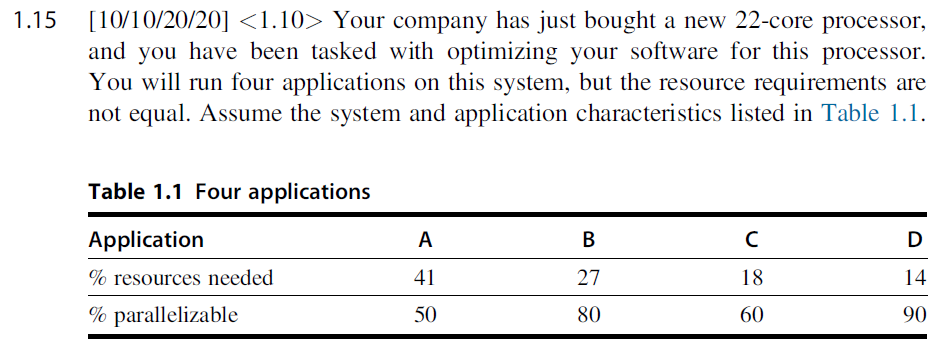 1.15 [10/10/20/20] <1.10> Your company has just bought a new 22-core processor,
and you have been tasked with optimizing your software for this processor.
You will run four applications on this system, but the resource requirements are
not equal. Assume the system and application characteristics listed in Table 1.1.
Table 1.1 Four applications
Application A B C D
% resources needed 41 27 18 14
% parallelizable 50 80 60 90